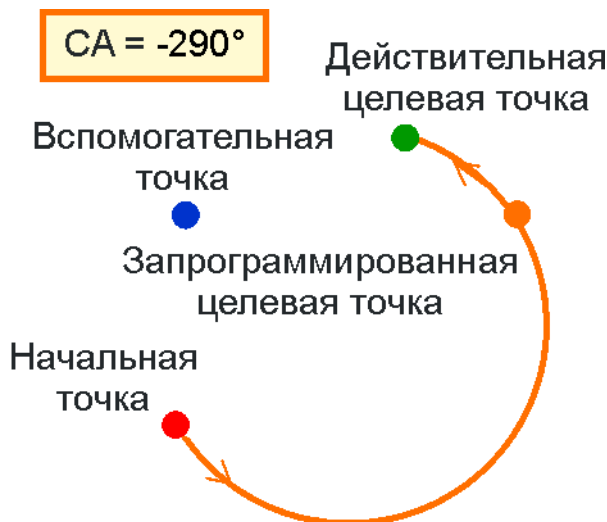 CA = -290°
Действительная
целевая точка
Вспомогательная
точка
Запрограммированная
целевая точка
Начальная
точка